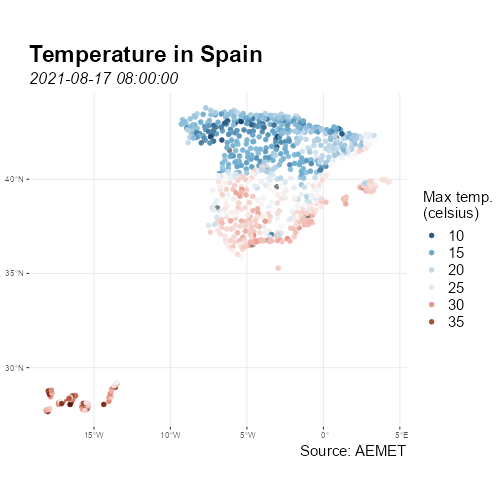 Temperature in Spain
2021-08-17 08:00:00
40°N
35°N
30°N
15°W
10°W
5°W
0°
5°E
Max temp.
(celsius)
10
15
20
25
30
35
Source: AEMET